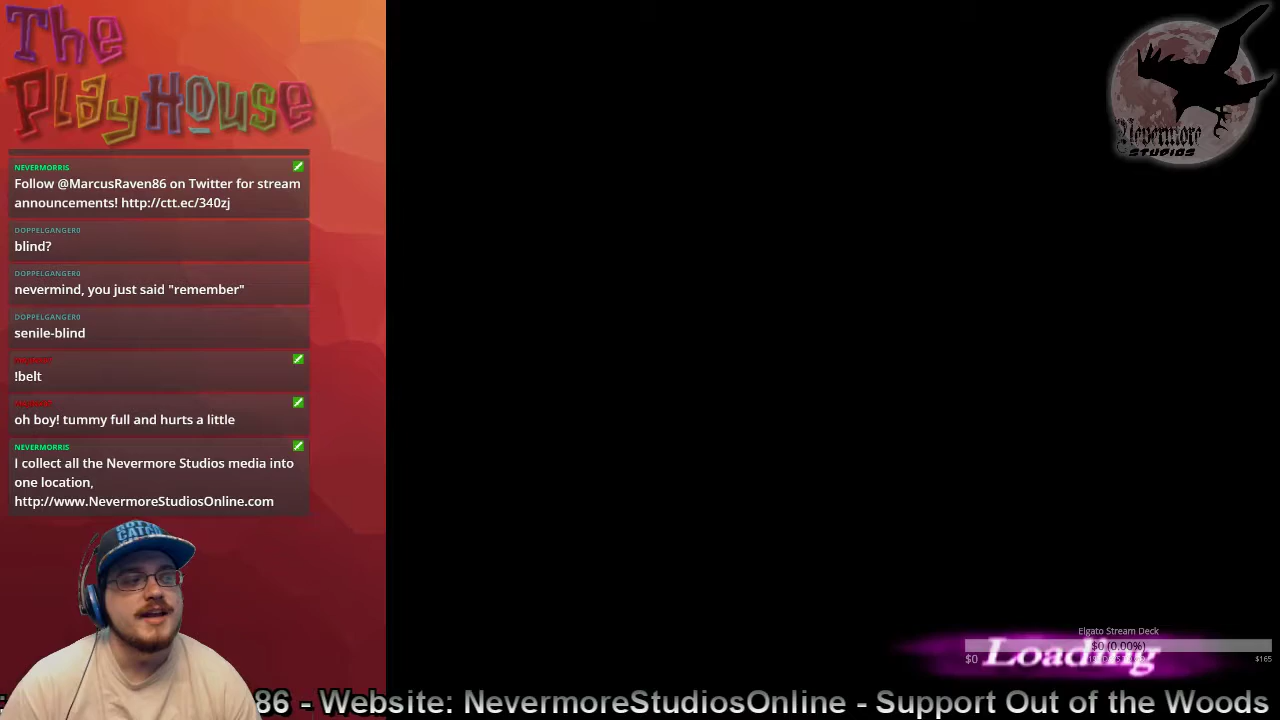 The
PlayHouse
Nevermore
STUDIOS
NEVERMORRIS
Follow @MarcusRaven86 on Twitter for stream
announcements! http://ctt.ec/340zj
DOPPELGANGER0
blind?
DOPPELGANGER0
nevermind, you just said "remember"
DOPPELGANGER0
senile-blind
!belt
oh boy! tummy full and hurts a little
NEVERMORRIS
I collect all the Nevermore Studios media into
one location,
http://www.NevermoreStudiosOnline.com
GOTTA
CATCH
Elgato Stream Deck
$0 (0.00%)
$0
$165
Loading
86 - Website: NevermoreStudiosOnline - Support Out of the Woods